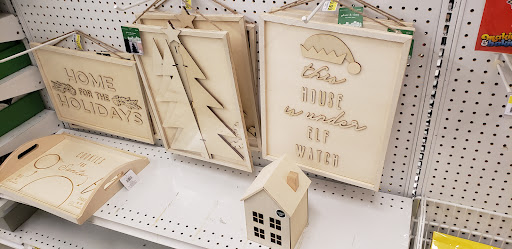 HOME
FOR THE
HOLIDAYS
this
HOUSE
is under
ELF
WATCH